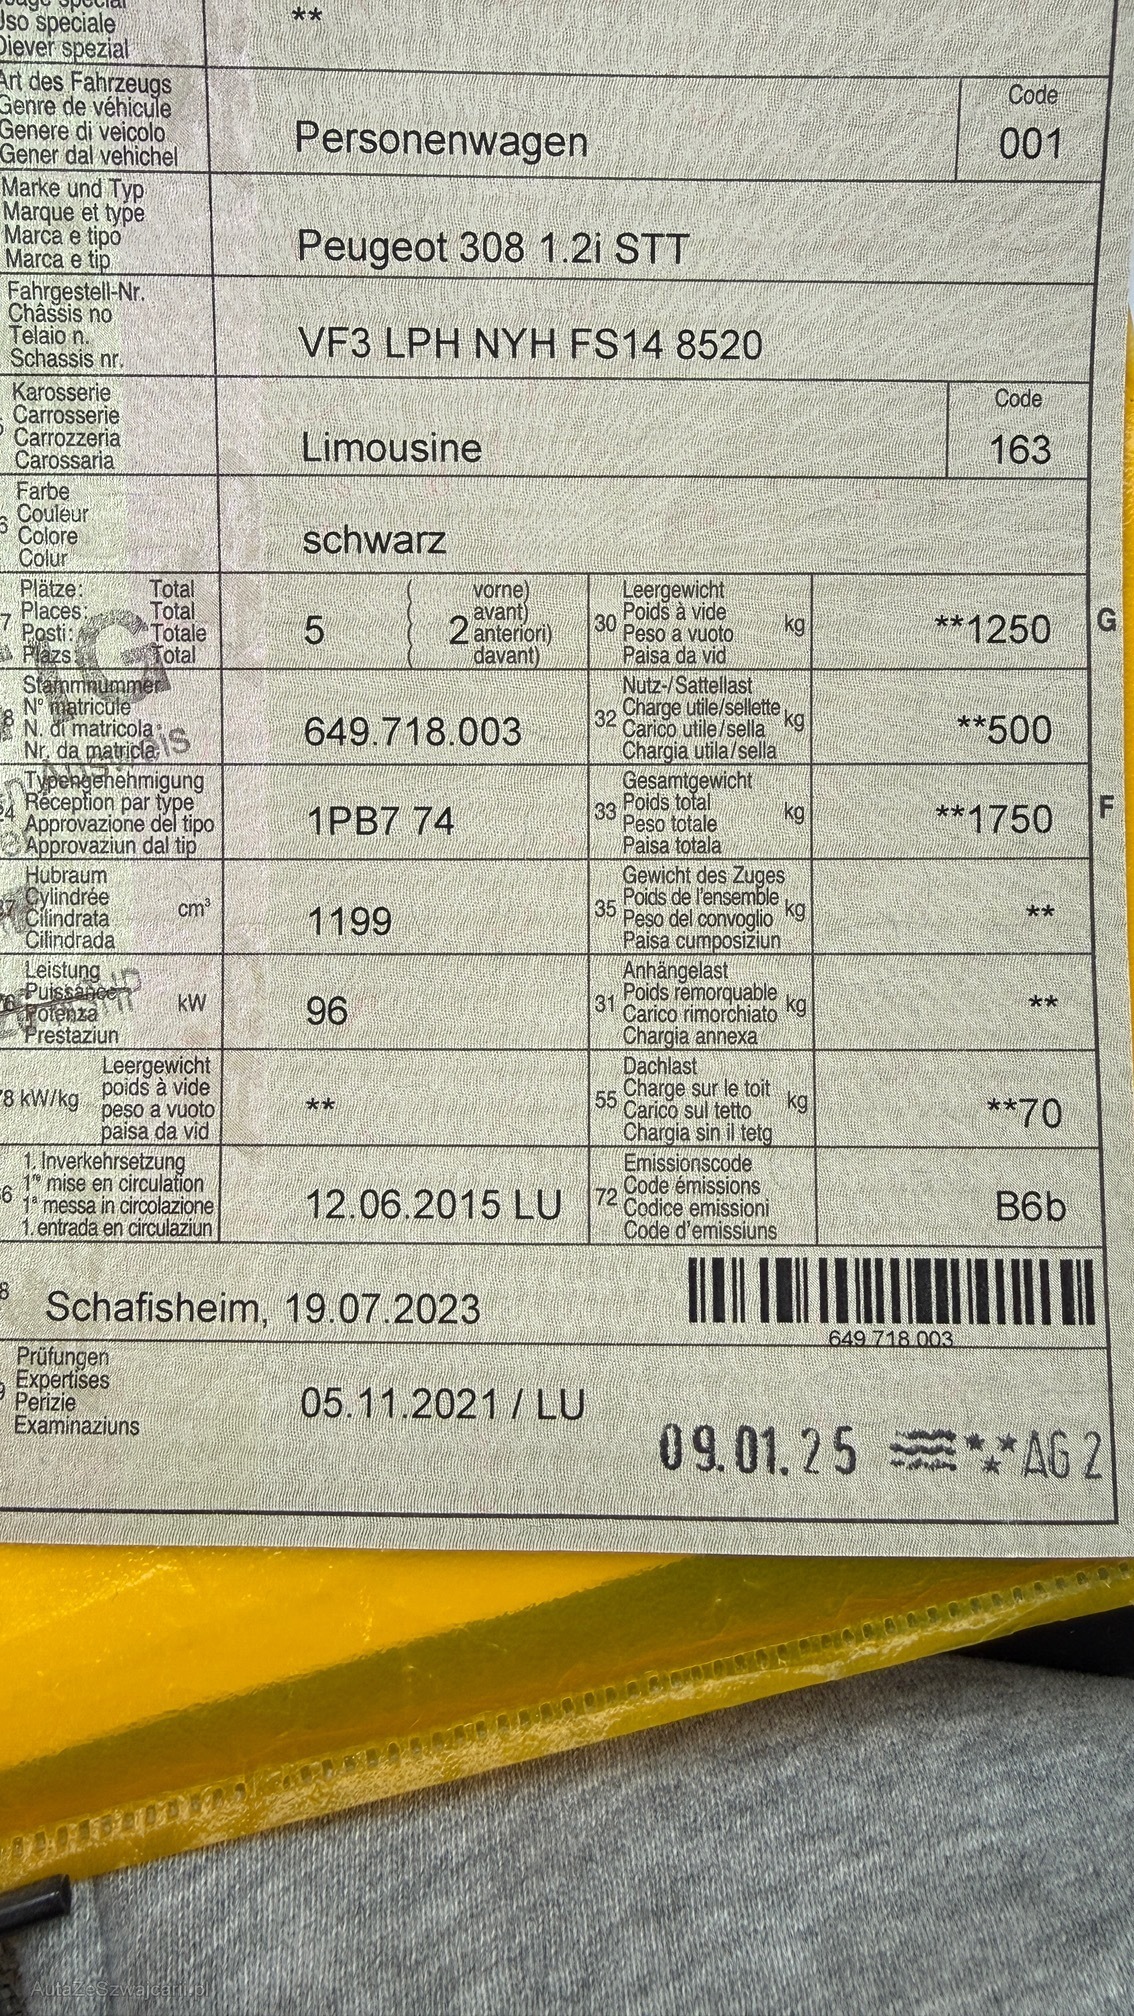 Uso speciale
Diever spezial
**
Art des Fahrzeugs
Genre de véhicule
Genere di veicolo
Gener dal vehichel
Personenwagen
Code
001
Marke und Typ
Marque et type
Marca e tipo
Marca e tip
Peugeot 308 1.2i STT
Fahrgestell-Nr.
Châssis no
Telaio n.
Schassis nr.
VF3 LPH NYH FS14 8520
Karosserie
Carrosserie
Carrozzeria
Carossaria
Limousine
Code
163
Farbe
Couleur
Colore
Colur
schwarz
Plätze: Total
Places: Total
Posti: Totale
Plazs Total
5
2
vorne)
avant)
anteriori)
davant)
30
Leergewicht
Poids à vide
Peso a vuoto
Paisa da vid
kg
**1250
G
Stammnummer
N° matricule
N. di matricola
Nr. da matricla
649.718.003
32
Nutz-/Sattellast
Charge utile/sellette
Carico utile/sella
Chargia utila/sella
kg
**500
Typengenehmigung
Réception par type
Approvazione del tipo
Approvaziun dal tip
1PB7 74
33
Gesamtgewicht
Poids total
Peso totale
Paisa totala
kg
**1750
F
Hubraum
Cylindrée
Cilindrata
Cilindrada
cm³
1199
35
Gewicht des Zuges
Poids de l'ensemble
Peso del convoglio
Paisa cumposiziun
kg
**
Leistung
Puissance
Potenza
Prestaziun
kW
96
31
Anhängelast
Poids remorquable
Carico rimorchiato
Chargia annexa
kg
**
kW/kg
Leergewicht
poids à vide
peso a vuoto
paisa da vid
**
55
Dachlast
Charge sur le toit
Carico sul tetto
Chargia sin il tetg
kg
**70
1. Inverkehrsetzung
1re mise en circulation
1a messa in circolazione
1. entrada en circulaziun
12.06.2015 LU
72
Emissionscode
Code émissions
Codice emissioni
Code d'emissiuns
B6b
Schafisheim, 19.07.2023
649 718 003
Prüfungen
Expertises
Perizie
Examinaziuns
05.11.2021 / LU
09.01.25 AG 2
AutaZeSzwajcarii.pl